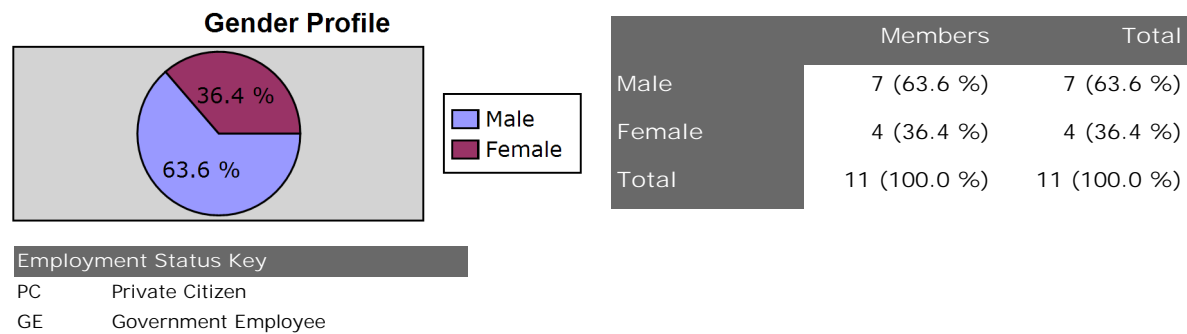 Gender Profile
36.4 %
63.6 %
Male
Female
Members Total
Male 7 (63.6 %) 7 (63.6 %)
Female 4 (36.4 %) 4 (36.4 %)
Total 11 (100.0 %) 11 (100.0 %)
Employment Status Key
PC Private Citizen
GE Government Employee